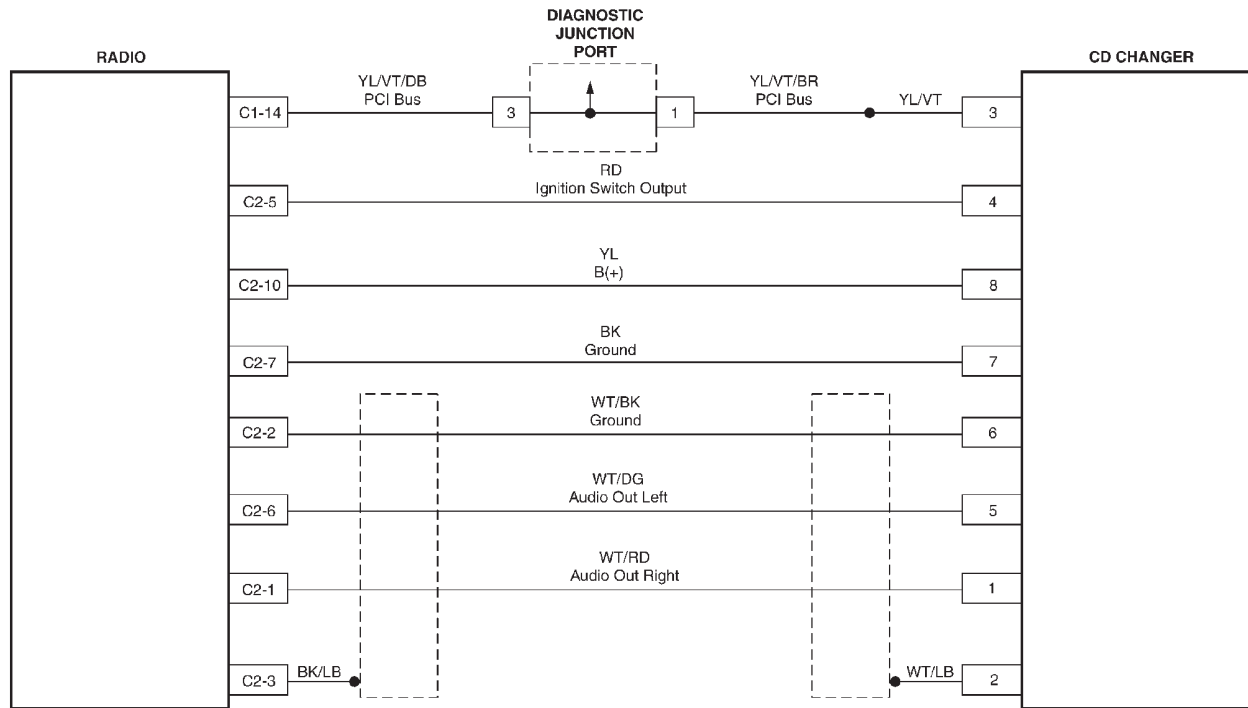 DIAGNOSTIC
JUNCTION
PORT
RADIO
CD CHANGER
YL/VT/DB
PCI Bus
YL/VT/BR
PCI Bus
YL/VT
C1-14
3
1
3
RD
Ignition Switch Output
C2-5
4
YL
B(+)
C2-10
8
BK
Ground
C2-7
7
WT/BK
Ground
C2-2
6
WT/DG
Audio Out Left
C2-6
5
WT/RD
Audio Out Right
C2-1
1
C2-3
BK/LB
WT/LB
2